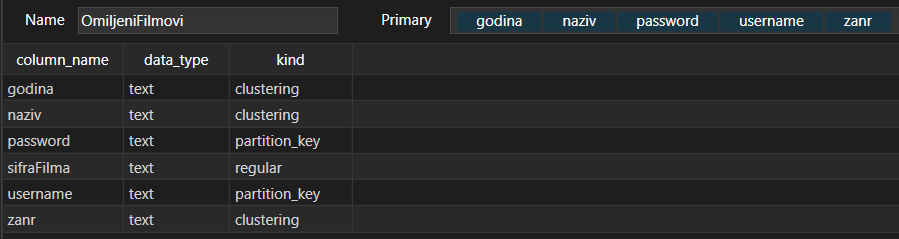 Name OmiljeniFilmovi Primary godina naziv password username zanr
column_name data_type kind
godina text clustering
naziv text clustering
password text partition_key
sifraFilma text regular
username text partition_key
zanr text clustering